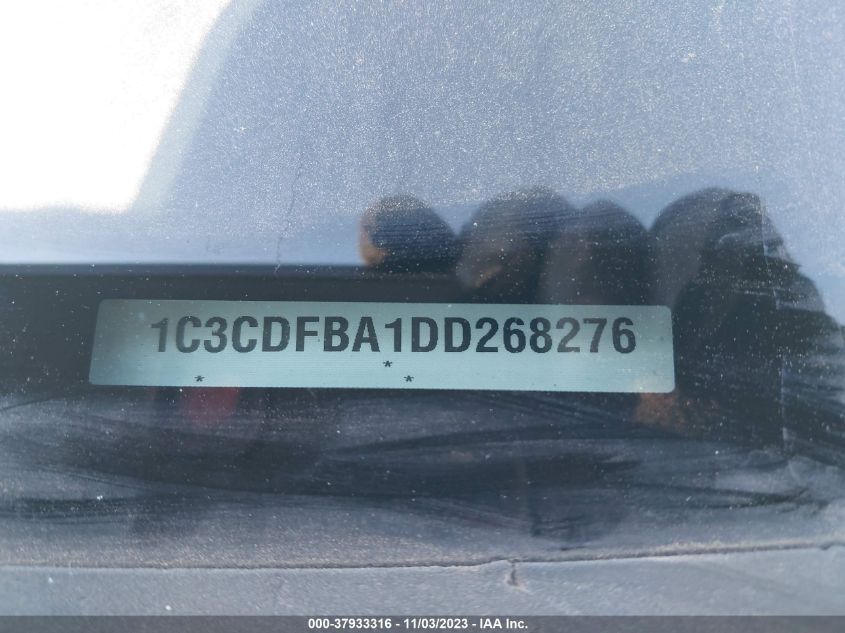 1C3CDFBA1DD268276
* * *
000-37933316 - 11/03/2023 - IAA Inc.